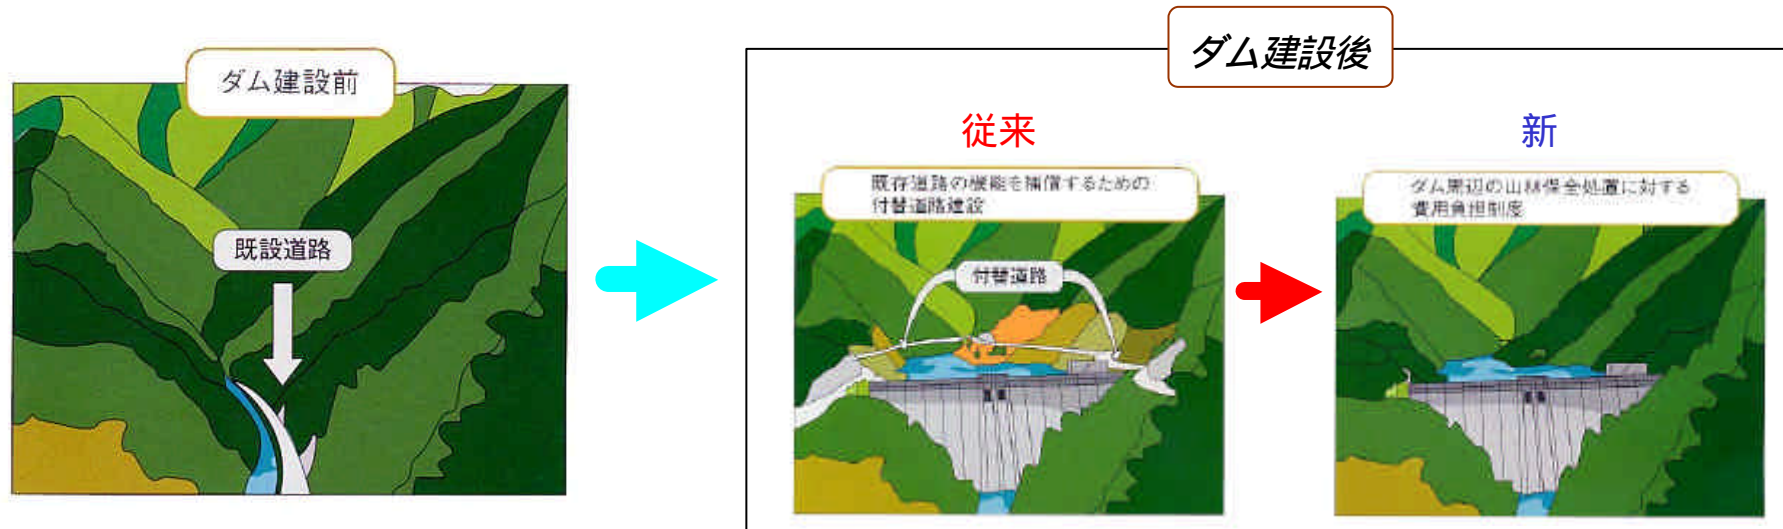 ダム建設後
ダム建設前
従来
新
既存道路の機能を補償するための
付替道路建設
ダム周辺の山林保全処置に対する
費用負担制度
既設道路
付替道路